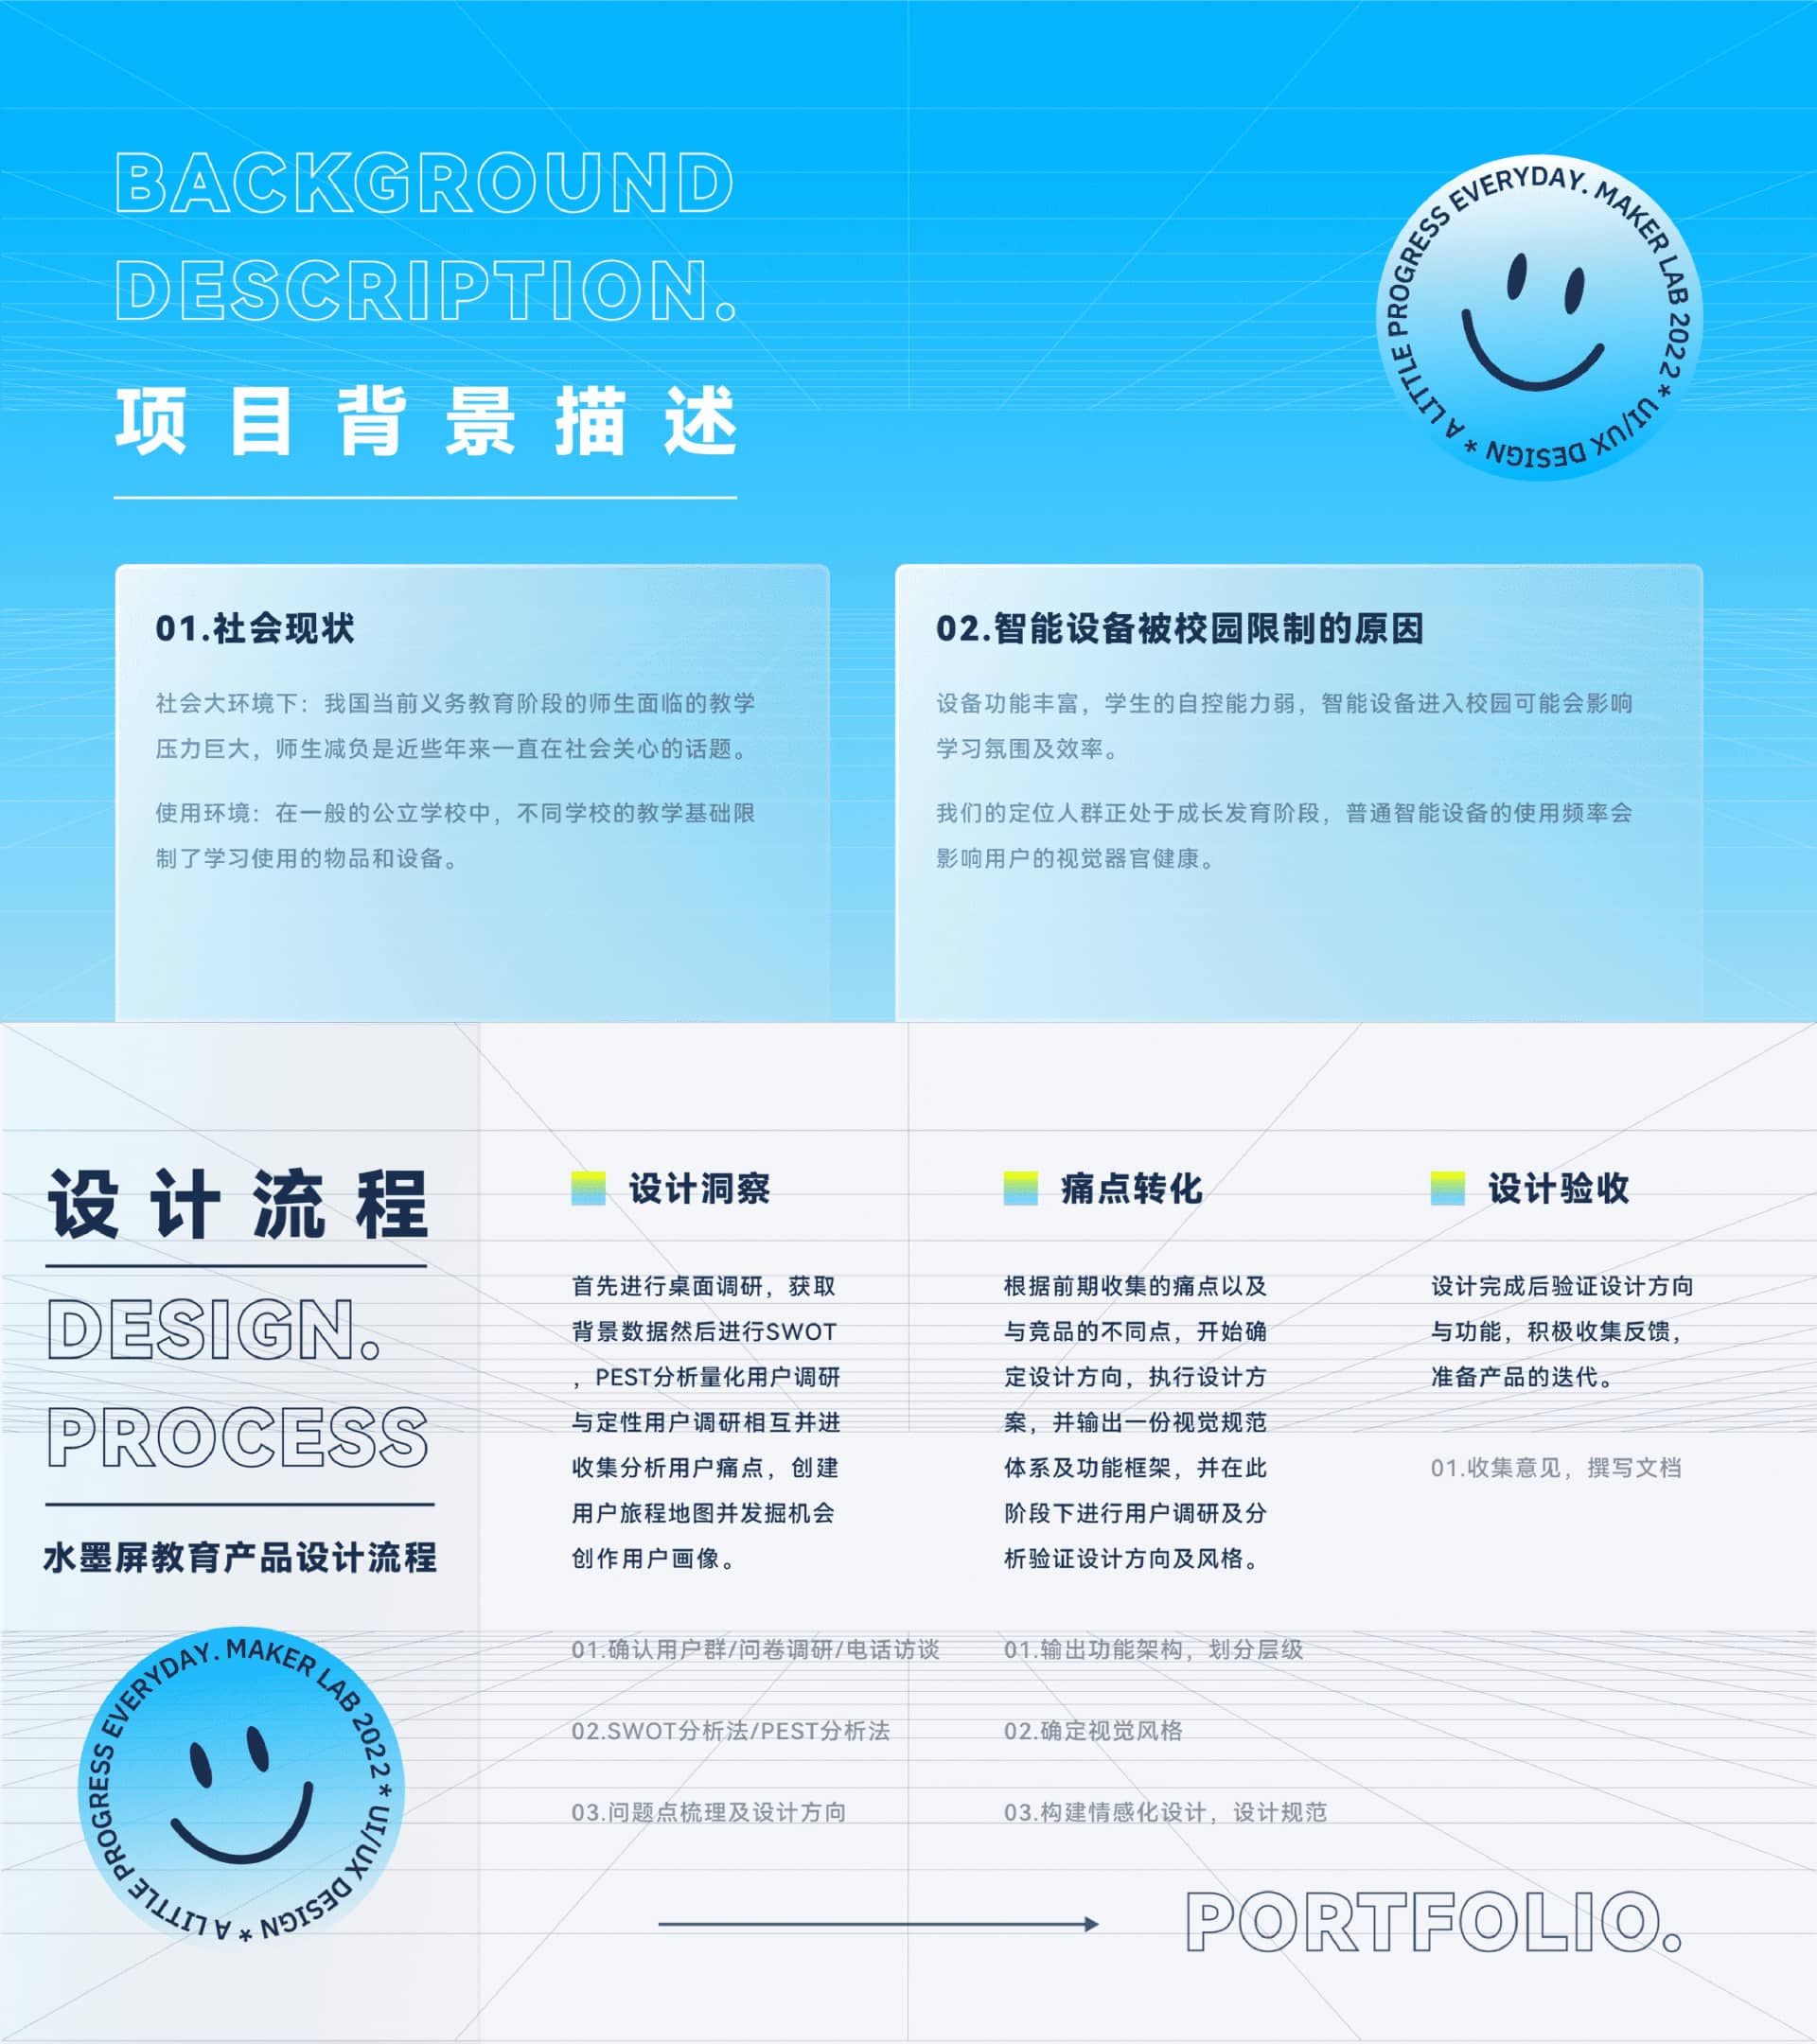 BACKGROUND
DESCRIPTION.
项目背景描述
A LITTLE PROGRESS EVERYDAY. MAKER LAB 2022 * UI/UX DESIGN *
01.社会现状
社会大环境下：我国当前义务教育阶段的师生面临的教学
压力巨大，师生减负是近些年来一直在社会关心的话题。
使用环境：在一般的公立学校中，不同学校的教学基础限
制了学习使用的物品和设备。
02.智能设备被校园限制的原因
设备功能丰富，学生的自控能力弱，智能设备进入校园可能会影响
学习氛围及效率。
我们的定位人群正处于成长发育阶段，普通智能设备的使用频率会
影响用户的视觉器官健康。
设计流程
DESIGN.
PROCESS
水墨屏教育产品设计流程
A LITTLE PROGRESS EVERYDAY. MAKER LAB 2022 * UI/UX DESIGN *
设计洞察
首先进行桌面调研，获取
背景数据然后进行SWOT
，PEST分析量化用户调研
与定性用户调研相互并进
收集分析用户痛点，创建
用户旅程地图并发掘机会
创作用户画像。
01.确认用户群/问卷调研/电话访谈
02.SWOT分析法/PEST分析法
03.问题点梳理及设计方向
痛点转化
根据前期收集的痛点以及
与竞品的不同点，开始确
定设计方向，执行设计方
案，并输出一份视觉规范
体系及功能框架，并在此
阶段下进行用户调研及分
析验证设计方向及风格。
01.输出功能架构，划分层级
02.确定视觉风格
03.构建情感化设计，设计规范
设计验收
设计完成后验证设计方向
与功能，积极收集反馈，
准备产品的迭代。
01.收集意见，撰写文档
PORTFOLIO.